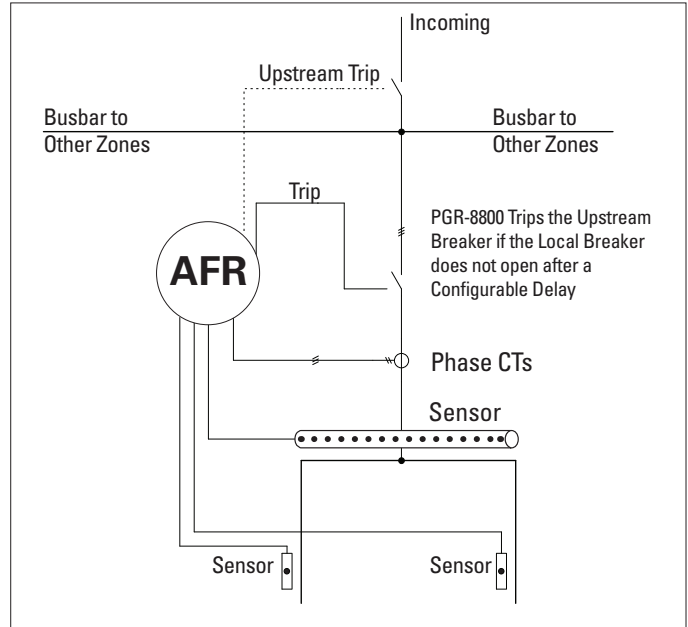 Incoming
Upstream Trip
Busbar to
Other Zones
Busbar to
Other Zones
Trip
PGR-8800 Trips the Upstream
Breaker if the Local Breaker
does not open after a
Configurable Delay
AFR
Phase CTs
Sensor
Sensor
Sensor